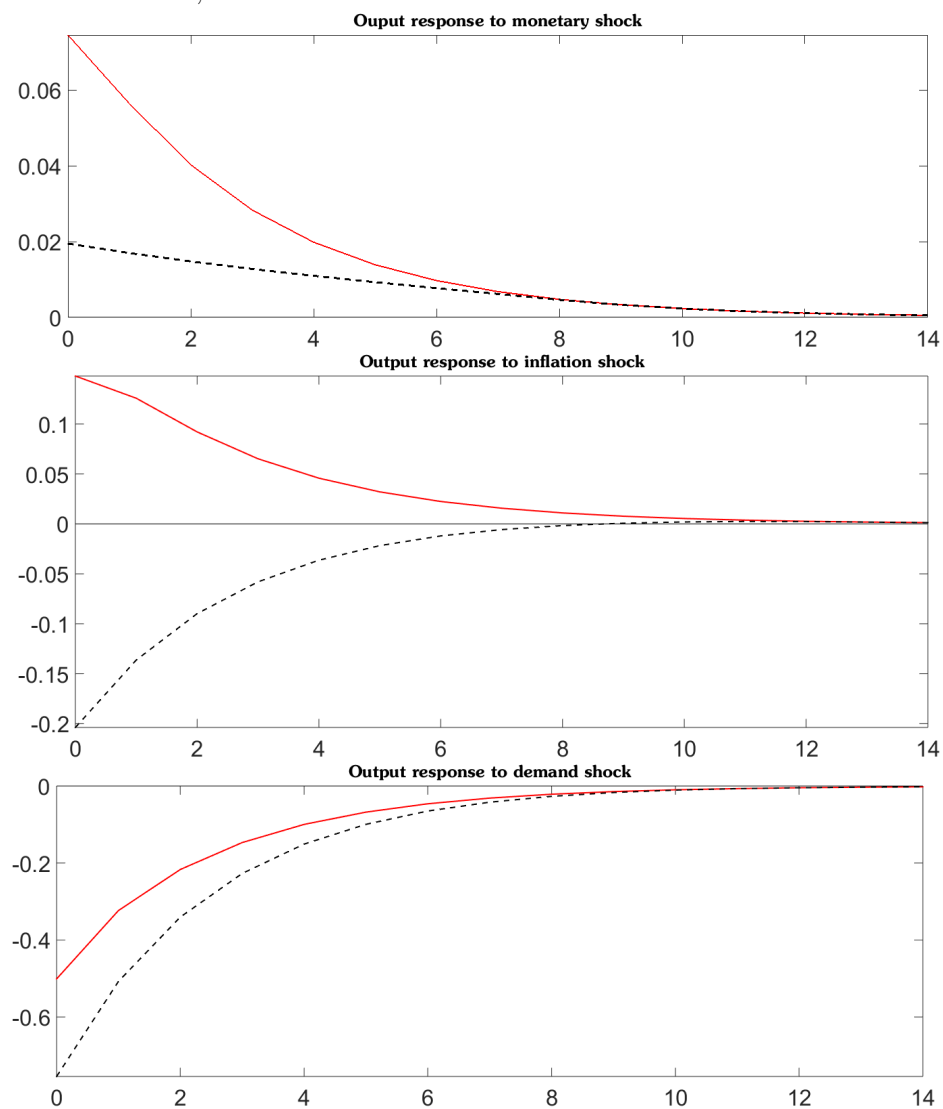 Ouput response to monetary shock
0.06
0.04
0.02
0
0 2 4 6 8 10 12 14
Output response to inflation shock
0.1
0.05
0
-0.05
-0.1
-0.15
-0.2
0 2 4 6 8 10 12 14
Output response to demand shock
0
-0.2
-0.4
-0.6
0 2 4 6 8 10 12 14